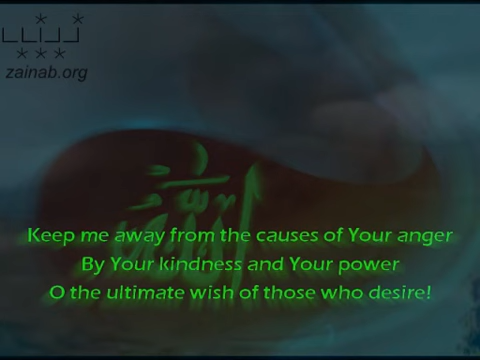 zainab.org
Keep me away from the causes of Your anger
By Your kindness and Your power
O the ultimate wish of those who desire!